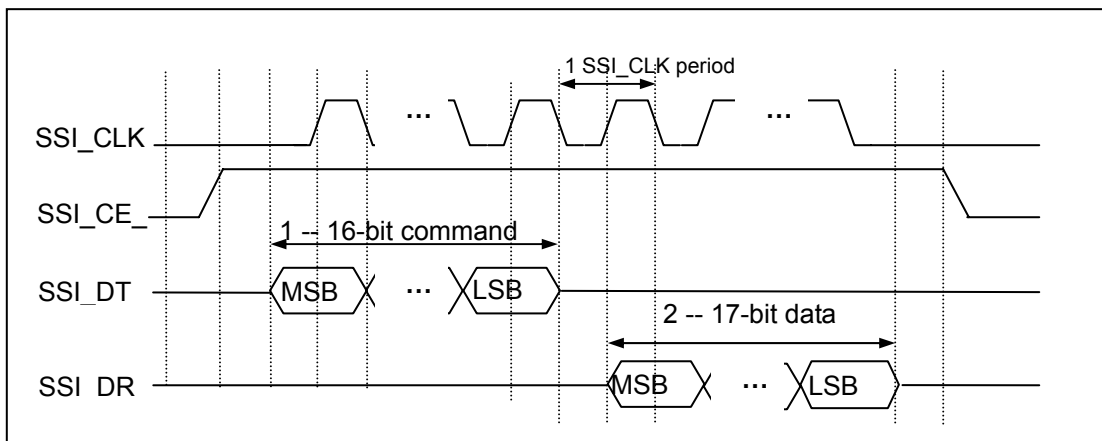 1 SSI_CLK period
... ...
SSI_CLK
SSI_CE_
1 -- 16-bit command
SSI_DT MSB ... LSB
2 -- 17-bit data
SSI_DR MSB ... LSB